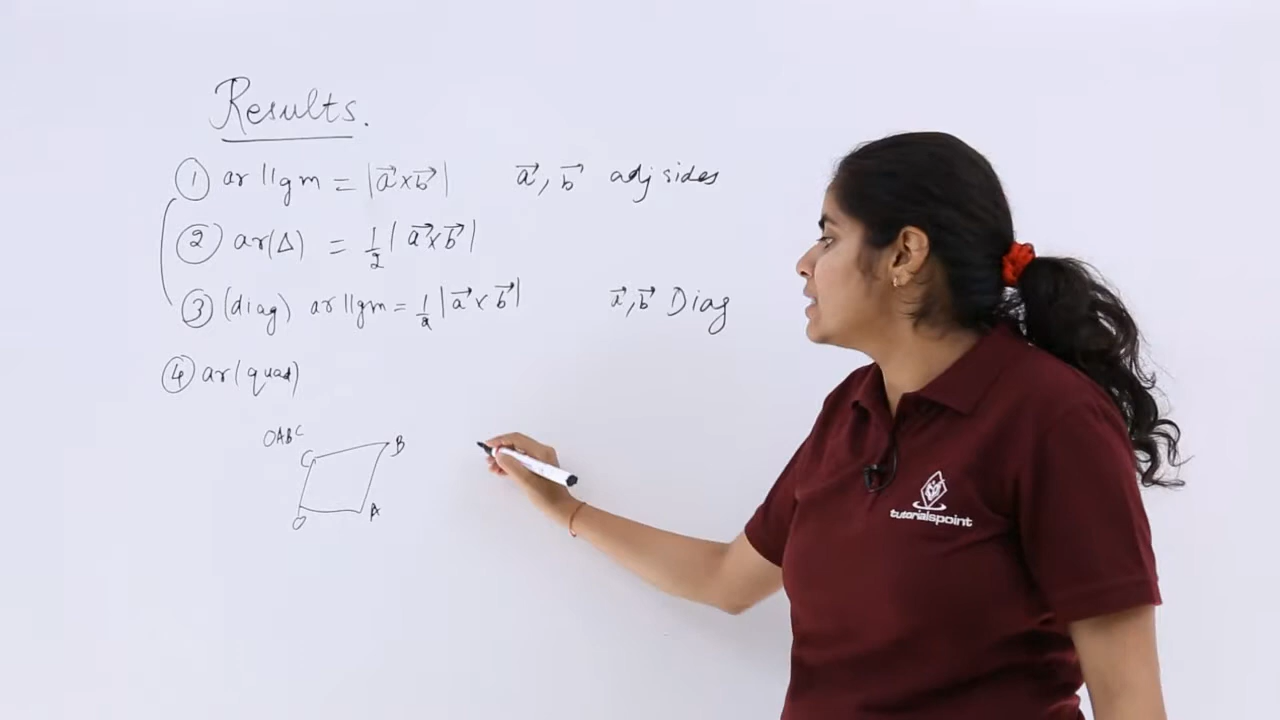 Results.
① ar ||gm = |a⃗×b⃗|    a⃗, b⃗ adj sides
② ar(Δ) = 1/2 |a⃗×b⃗|
③ (diag) ar ||gm = 1/2 |a⃗×b⃗|    a⃗, b⃗ Diag
④ ar(quad)
OABC
C B
O A
tutorialspoint